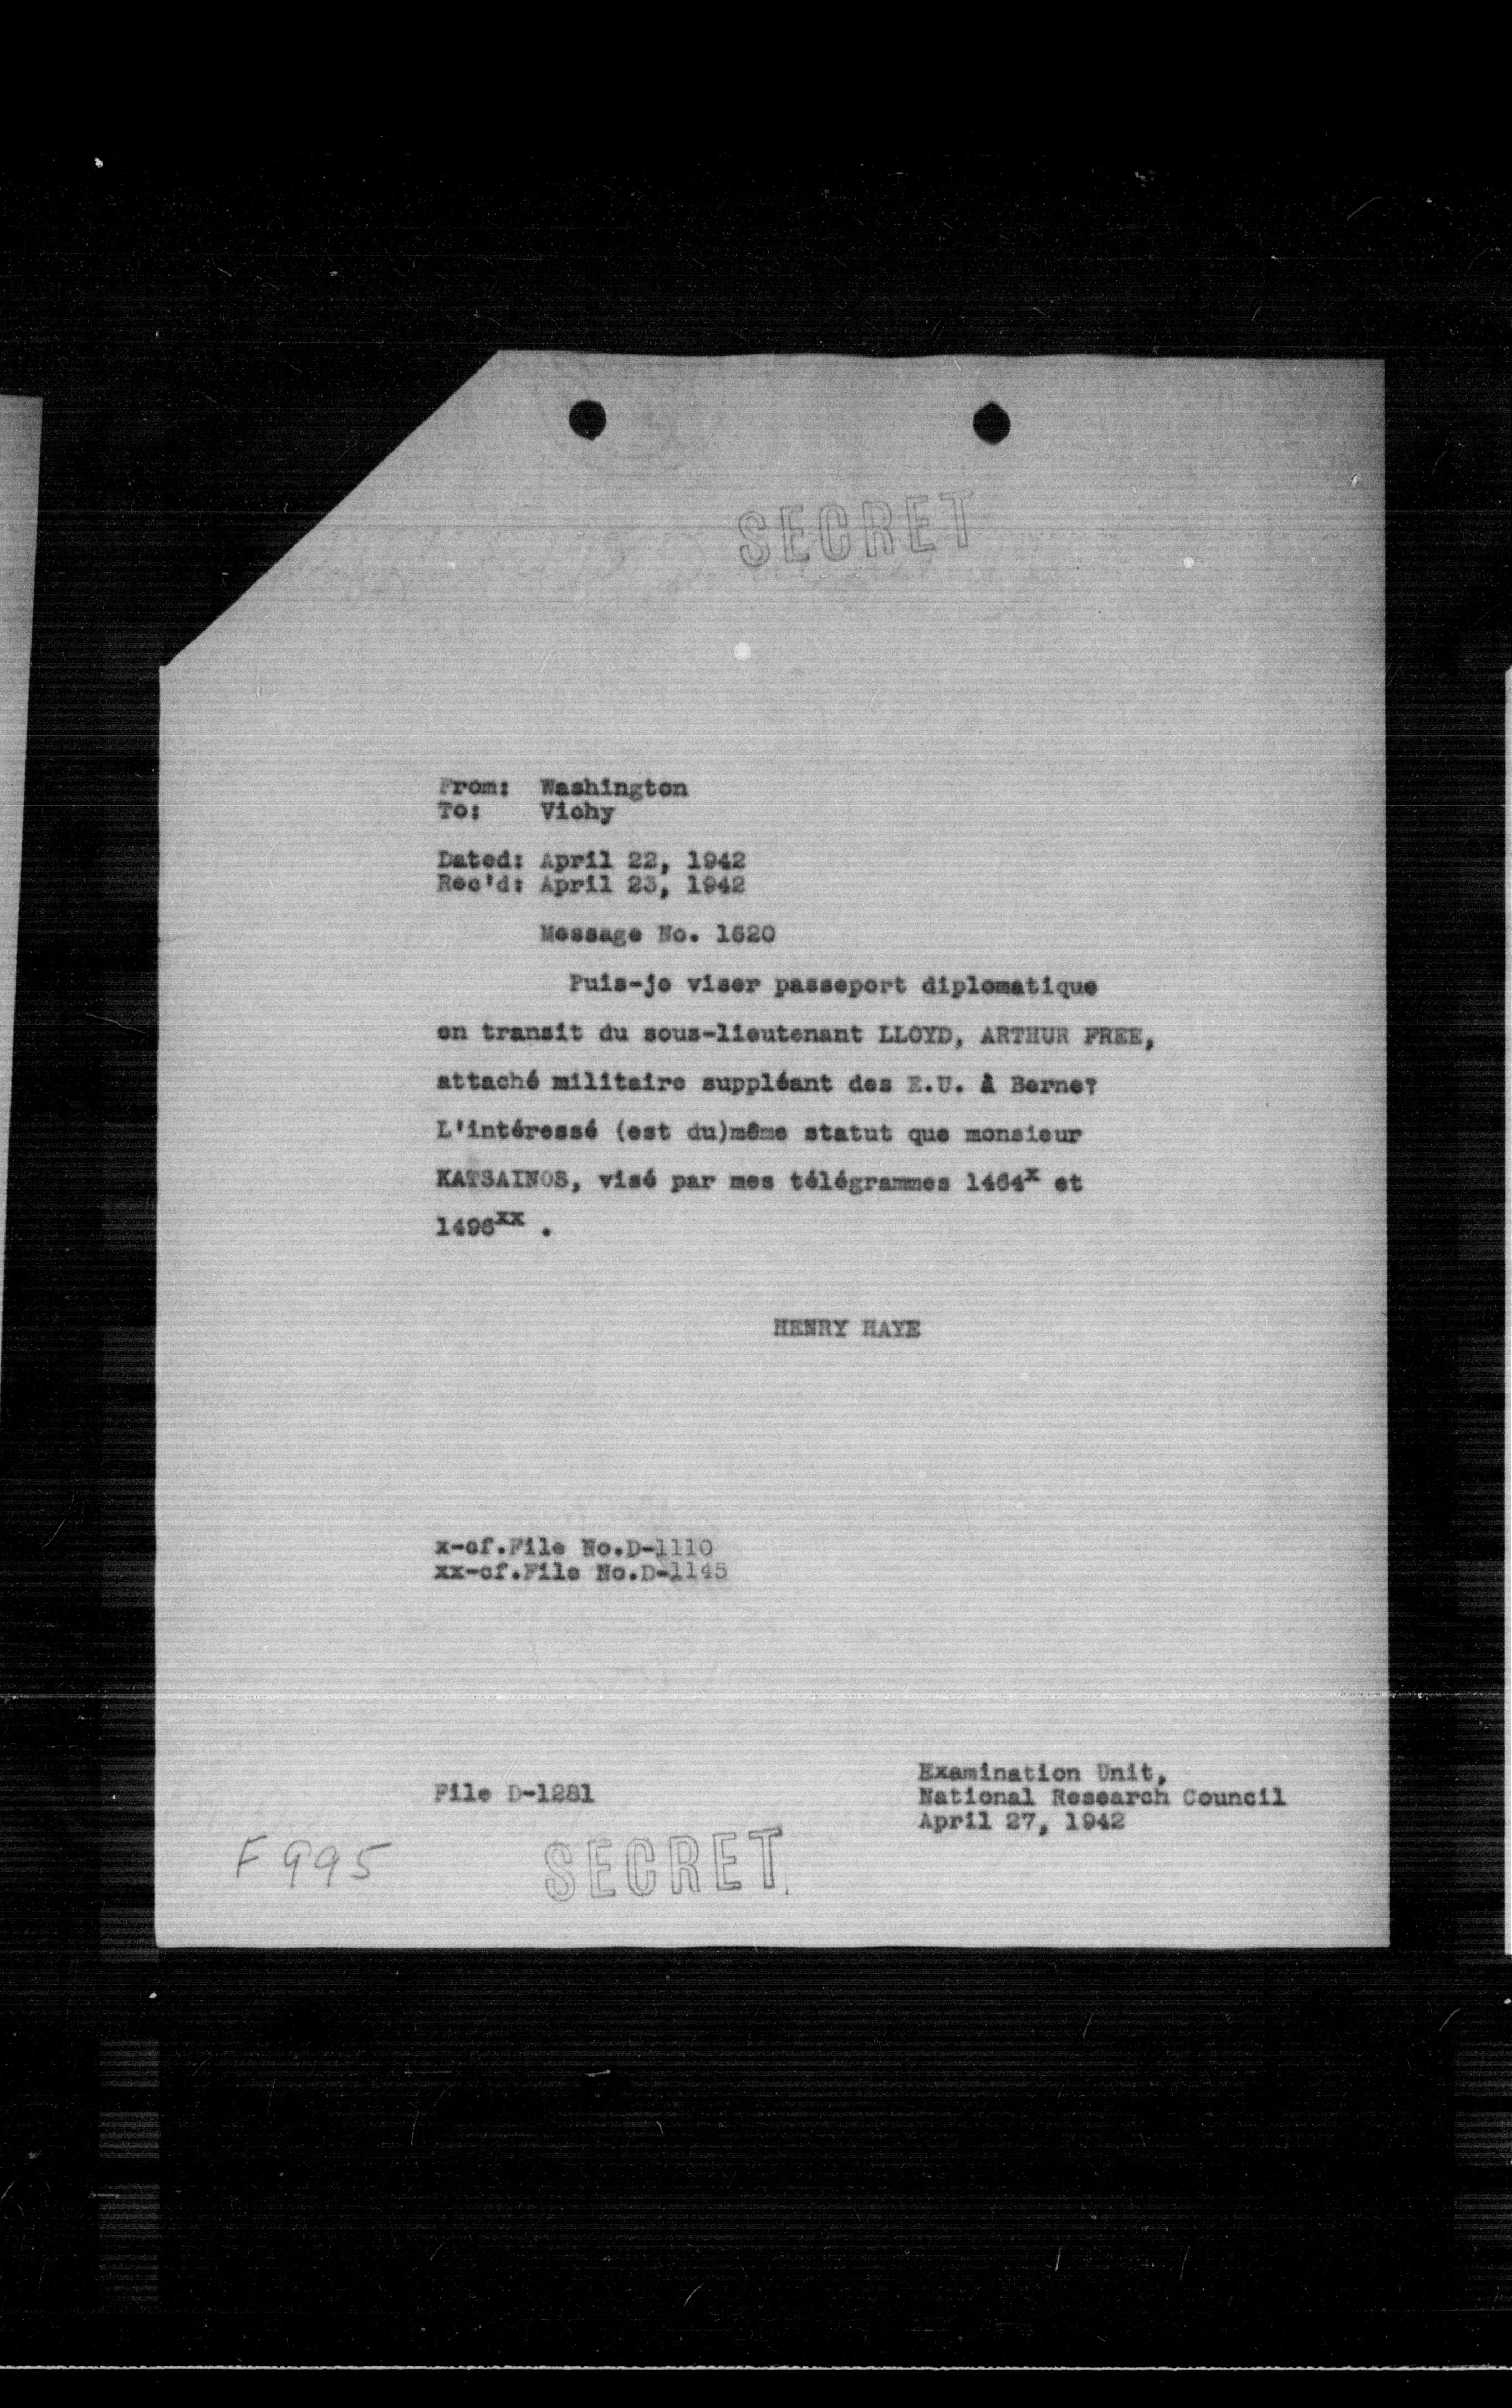 SECRET
From: Washington
To: Vichy
Dated: April 22, 1942
Rec'd: April 23, 1942
Message No. 1620
Puis-je viser passeport diplomatique
en transit du sous-lieutenant LLOYD, ARTHUR FREE,
attaché militaire suppléant des E.U. à Berne?
L'intéressé (est du)même statut que monsieur
KATSAINOS, visé par mes télégrammes 1464x et
1496xx .
HENRY HAYE
x-cf.File No.D-1110
xx-cf.File No.D-1145
File D-1281
Examination Unit,
National Research Council
April 27, 1942
F 995
SECRET